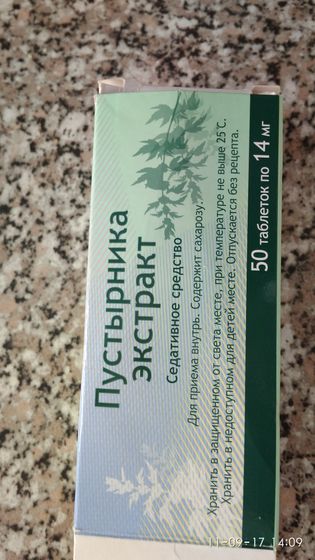 Пустырника
экстракт
Седативное средство
Для приема внутрь. Содержит сахарозу.
Хранить в защищенном от света месте, при температуре не выше 25°С.
Хранить в недоступном для детей месте. Отпускается без рецепта.
50 таблеток по 14 мг
11-09-17 14:09